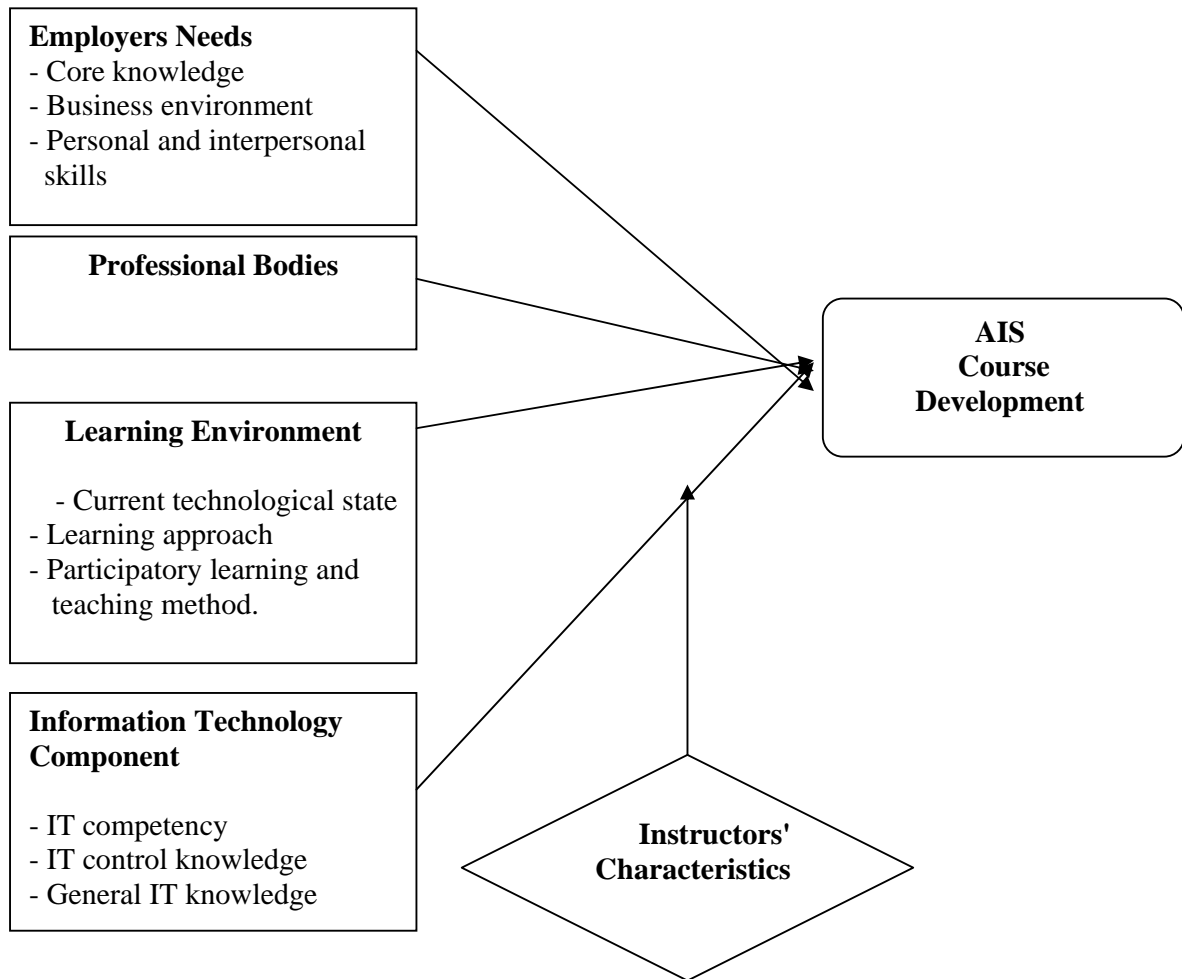 Employers Needs
- Core knowledge
- Business environment
- Personal and interpersonal
skills
Professional Bodies
Learning Environment
- Current technological state
- Learning approach
- Participatory learning and
teaching method.
Information Technology
Component
- IT competency
- IT control knowledge
- General IT knowledge
AIS
Course
Development
Instructors'
Characteristics